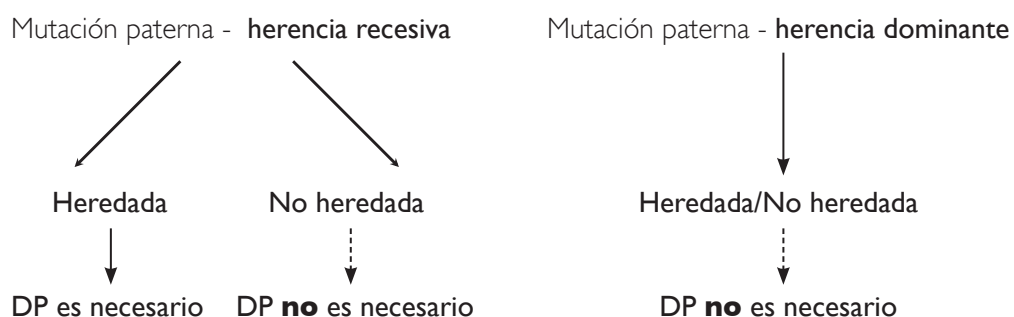 Mutación paterna - herencia recesiva
Mutación paterna - herencia dominante
Heredada
No heredada
Heredada/No heredada
DP es necesario
DP no es necesario
DP no es necesario